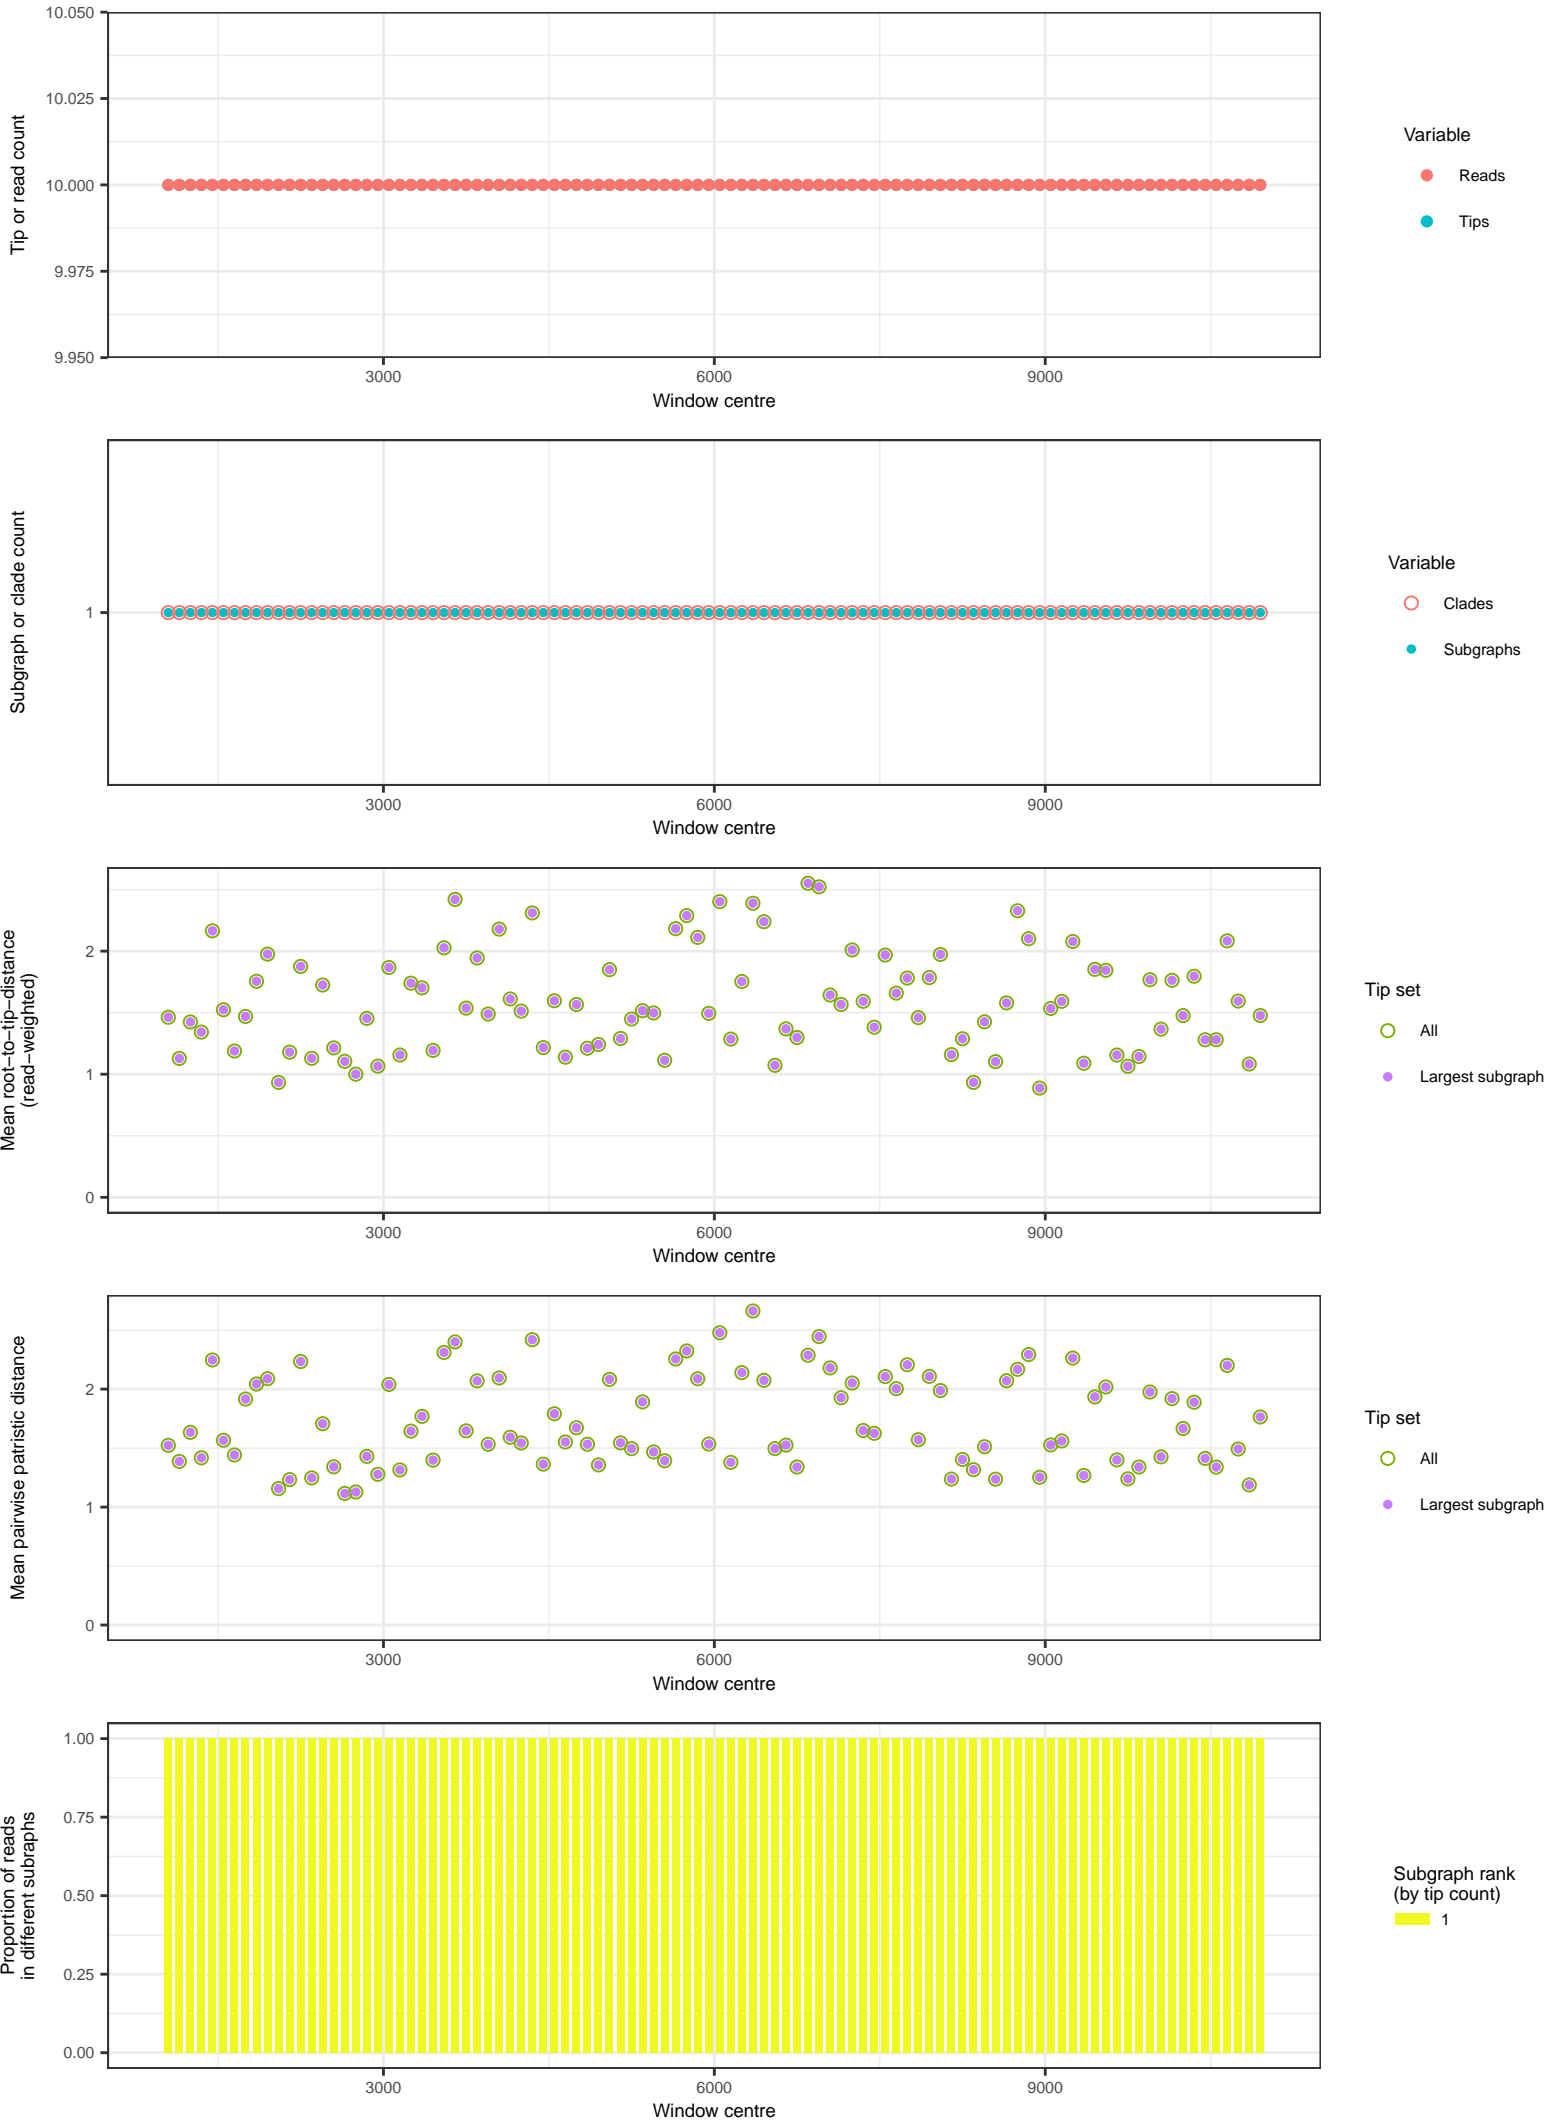 10.050
10.025
10.000
9.975
9.950
Tip or read count
3000
6000
9000
Window centre
Variable
Reads
Tips
Subgraph or clade count
1
3000
6000
9000
Window centre
Variable
Clades
Subgraphs
Mean root−to−tip−distance
(read−weighted)
2
1
0
3000
6000
9000
Window centre
Tip set
All
Largest subgraph
Mean pairwise patristic distance
2
1
0
3000
6000
9000
Window centre
Tip set
All
Largest subgraph
Proportion of reads
in different subraphs
1.00
0.75
0.50
0.25
0.00
3000
6000
9000
Window centre
Subgraph rank
(by tip count)
1